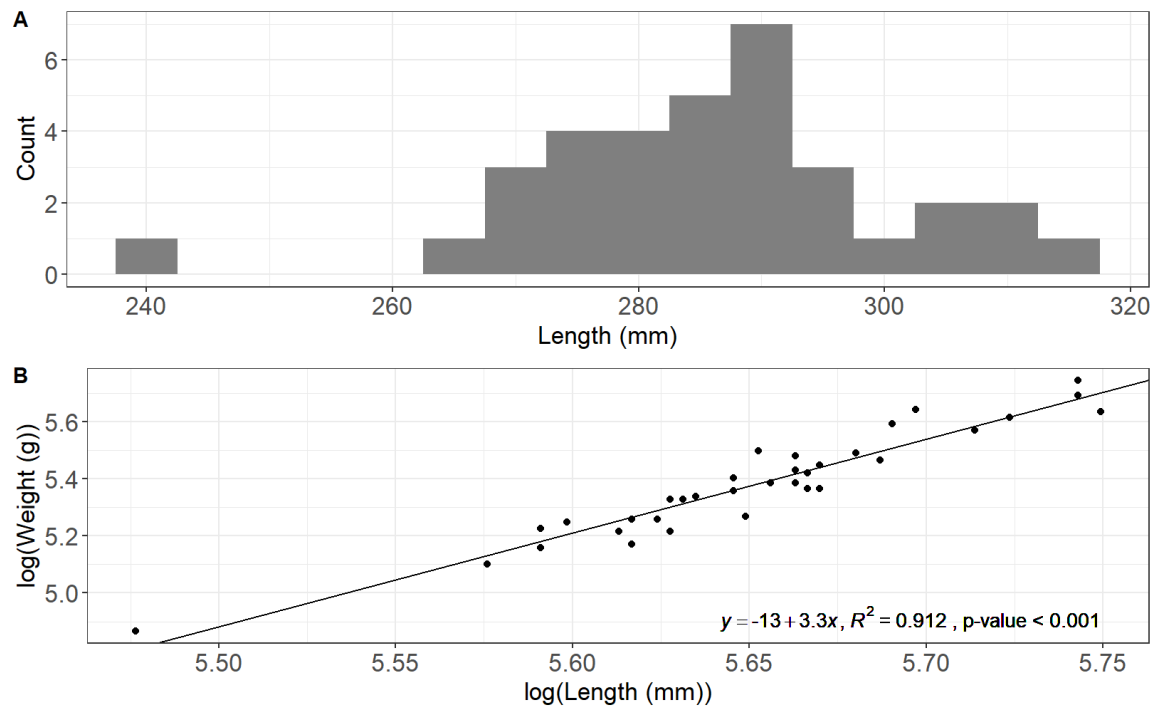 A
Count
6
4
2
0
240 260 280 300 320
Length (mm)
B
log(Weight (g))
5.6
5.4
5.2
5.0
y = -13 + 3.3x, R² = 0.912 , p-value < 0.001
5.50 5.55 5.60 5.65 5.70 5.75
log(Length (mm))